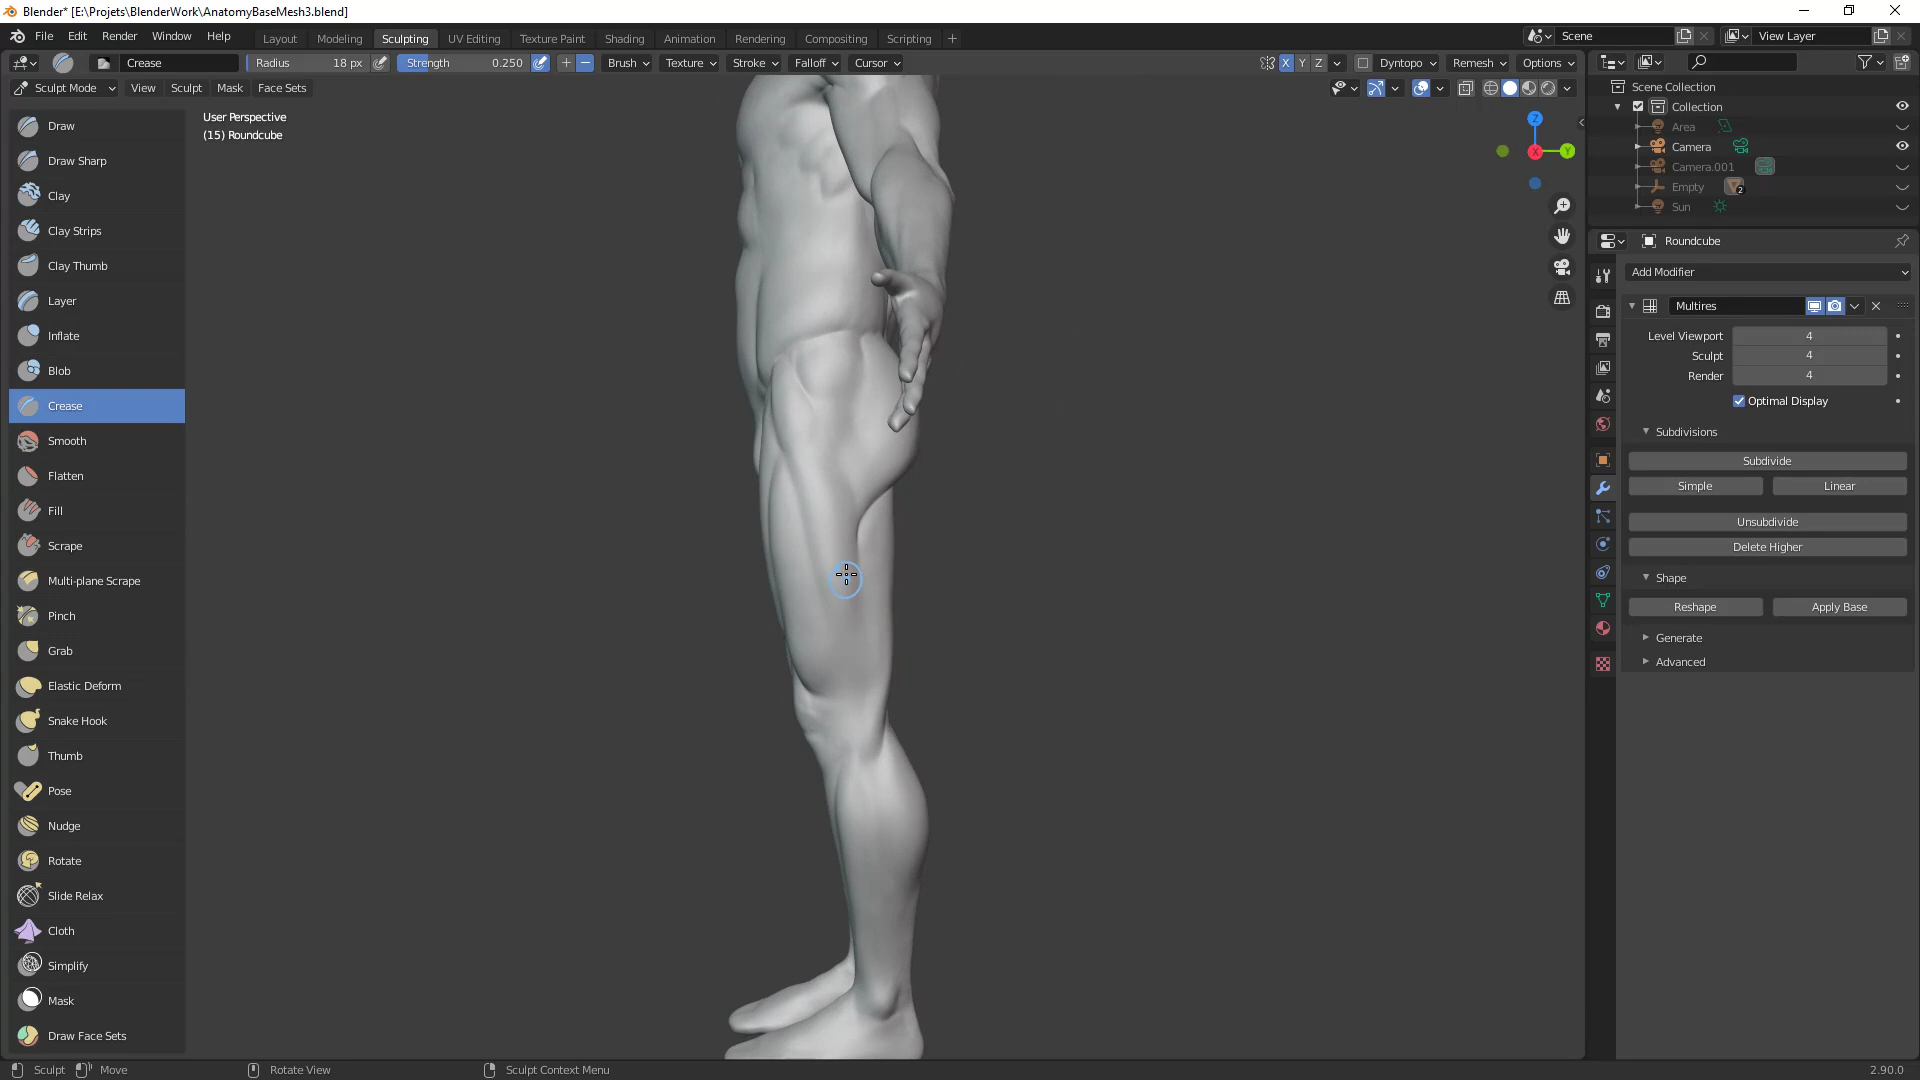 Blender* [E:\Projets\BlenderWork\AnatomyBaseMesh3.blend]
File Edit Render Window Help Layout Modeling Sculpting UV Editing Texture Paint Shading Animation Rendering Compositing Scripting + Scene View Layer
Crease Radius 18 px Strength 0.250 + − Brush Texture Stroke Falloff Cursor X Y Z Dyntopo Remesh Options
Sculpt Mode View Sculpt Mask Face Sets
User Perspective
(15) Roundcube
Draw
Draw Sharp
Clay
Clay Strips
Clay Thumb
Layer
Inflate
Blob
Crease
Smooth
Flatten
Fill
Scrape
Multi-plane Scrape
Pinch
Grab
Elastic Deform
Snake Hook
Thumb
Pose
Nudge
Rotate
Slide Relax
Cloth
Simplify
Mask
Draw Face Sets
Z
X Y
Scene Collection
Collection
Area
Camera
Camera.001
Empty 2
Sun
Roundcube
Add Modifier
Multires
Level Viewport 4
Sculpt 4
Render 4
Optimal Display
Subdivisions
Subdivide
Simple Linear
Unsubdivide
Delete Higher
Shape
Reshape Apply Base
Generate
Advanced
Sculpt Move Rotate View Sculpt Context Menu 2.90.0